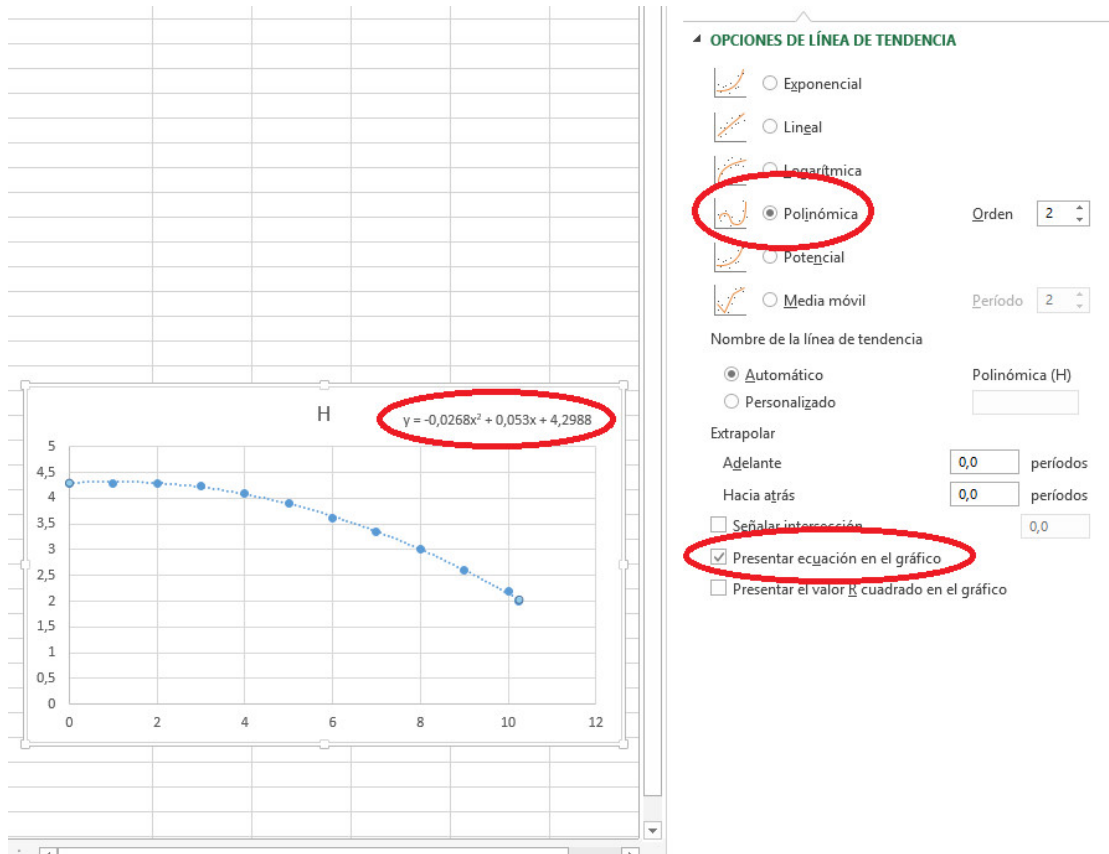 OPCIONES DE LÍNEA DE TENDENCIA
Exponencial
Lineal
Logarítmica
Polinómica Orden 2
Potencial
Media móvil Período 2
Nombre de la línea de tendencia
Automático Polinómica (H)
Personalizado
Extrapolar
Adelante 0,0 períodos
Hacia atrás 0,0 períodos
Señalar intersección 0,0
Presentar ecuación en el gráfico
Presentar el valor R cuadrado en el gráfico
H
y = -0,0268x² + 0,053x + 4,2988
5
4,5
4
3,5
3
2,5
2
1,5
1
0,5
0
0 2 4 6 8 10 12